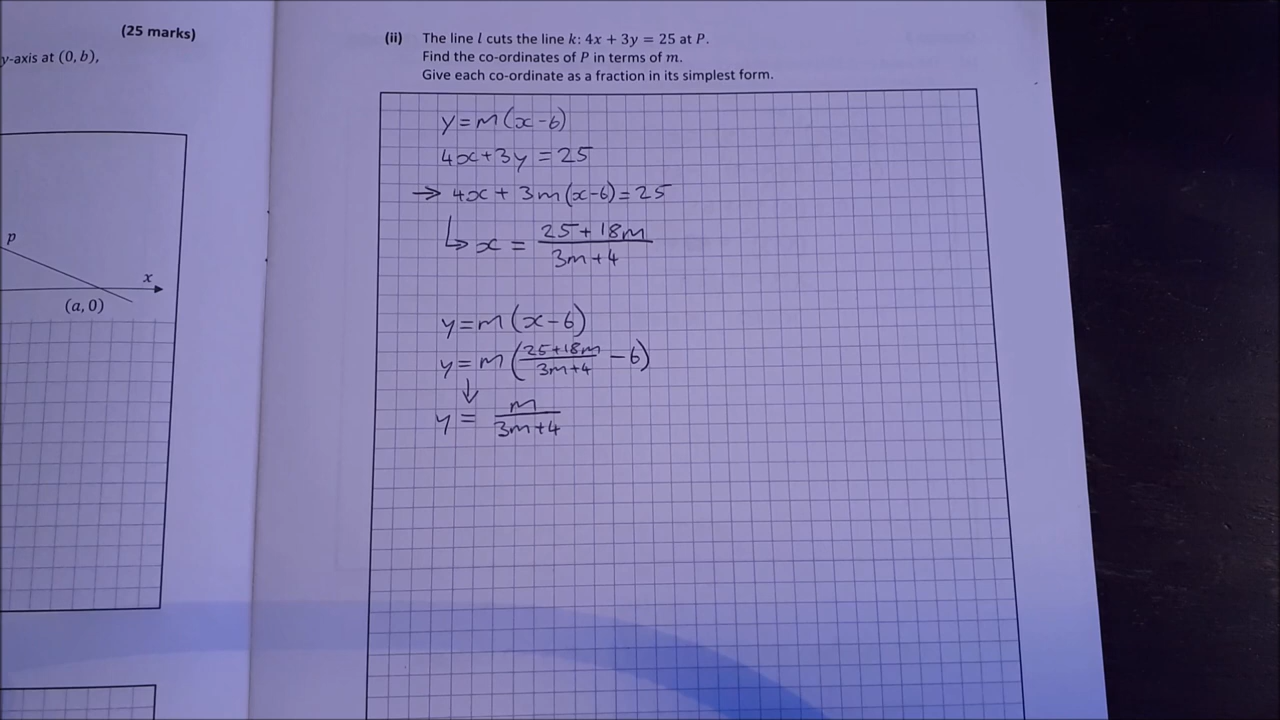 (25 marks)
y-axis at (0, b),
p
x
(a, 0)
(ii) The line l cuts the line k: 4x + 3y = 25 at P.
Find the co-ordinates of P in terms of m.
Give each co-ordinate as a fraction in its simplest form.
y = m(x-6)
4x+3y = 25
→ 4x + 3m(x-6) = 25
↳ x = (25+18m)/(3m+4)
y = m(x-6)
y = m((25+18m)/(3m+4) - 6)
↓
y = m/(3m+4)